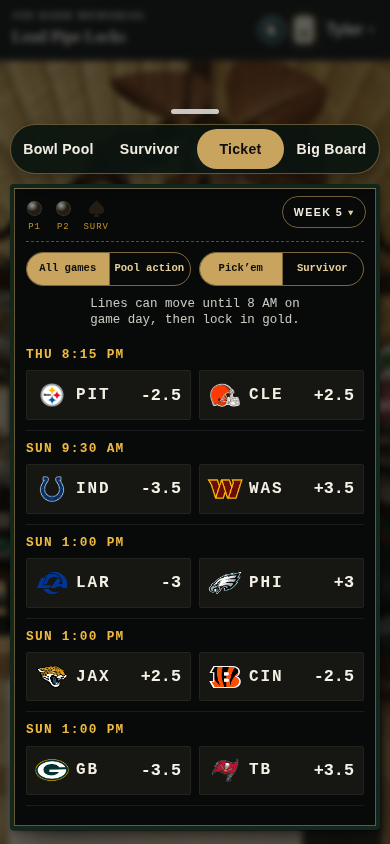 Lead Pipe Locks
Tyler
Bowl Pool Survivor Ticket Big Board
P1 P2 SURV
WEEK 5 ▾
All games Pool action Pick’em Survivor
Lines can move until 8 AM on
game day, then lock in gold.
THU 8:15 PM
PIT -2.5 CLE +2.5
SUN 9:30 AM
IND -3.5 WAS +3.5
SUN 1:00 PM
LAR -3 PHI +3
SUN 1:00 PM
JAX +2.5 CIN -2.5
SUN 1:00 PM
GB -3.5 TB +3.5